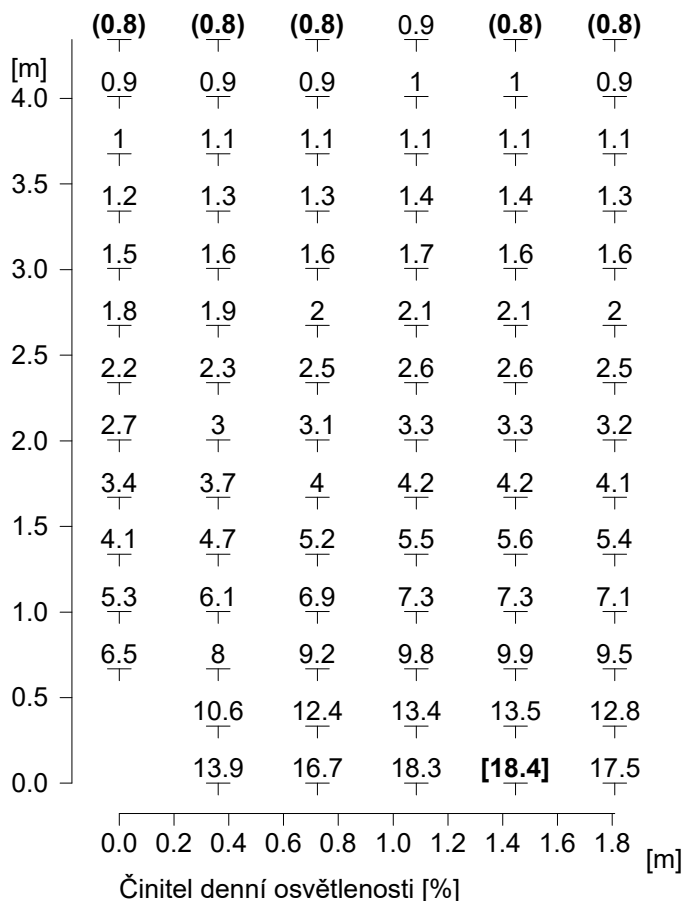 (0.8) (0.8) (0.8) 0.9 (0.8) (0.8)
[m]
0.9 0.9 0.9 1 1 0.9
4.0
1 1.1 1.1 1.1 1.1 1.1
3.5
1.2 1.3 1.3 1.4 1.4 1.3
1.5 1.6 1.6 1.7 1.6 1.6
3.0
1.8 1.9 2 2.1 2.1 2
2.5
2.2 2.3 2.5 2.6 2.6 2.5
2.7 3 3.1 3.3 3.3 3.2
2.0
3.4 3.7 4 4.2 4.2 4.1
1.5
4.1 4.7 5.2 5.5 5.6 5.4
5.3 6.1 6.9 7.3 7.3 7.1
1.0
6.5 8 9.2 9.8 9.9 9.5
0.5
10.6 12.4 13.4 13.5 12.8
13.9 16.7 18.3 [18.4] 17.5
0.0
0.0 0.2 0.4 0.6 0.8 1.0 1.2 1.4 1.6 1.8
[m]
Činitel denní osvětlenosti [%]